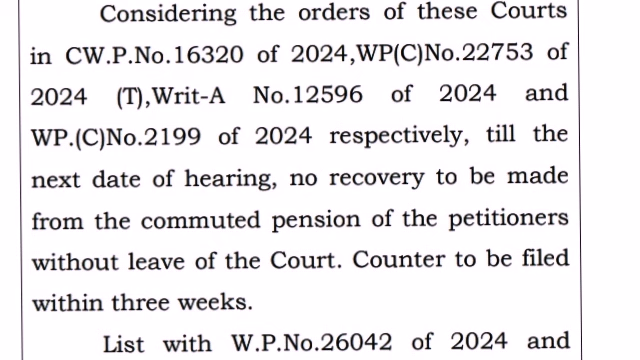 Considering the orders of these Courts
in CW.P.No.16320 of 2024,WP(C)No.22753 of
2024 (T),Writ-A No.12596 of 2024 and
WP.(C)No.2199 of 2024 respectively, till the
next date of hearing, no recovery to be made
from the commuted pension of the petitioners
without leave of the Court. Counter to be filed
within three weeks.
List with W.P.No.26042 of 2024 and